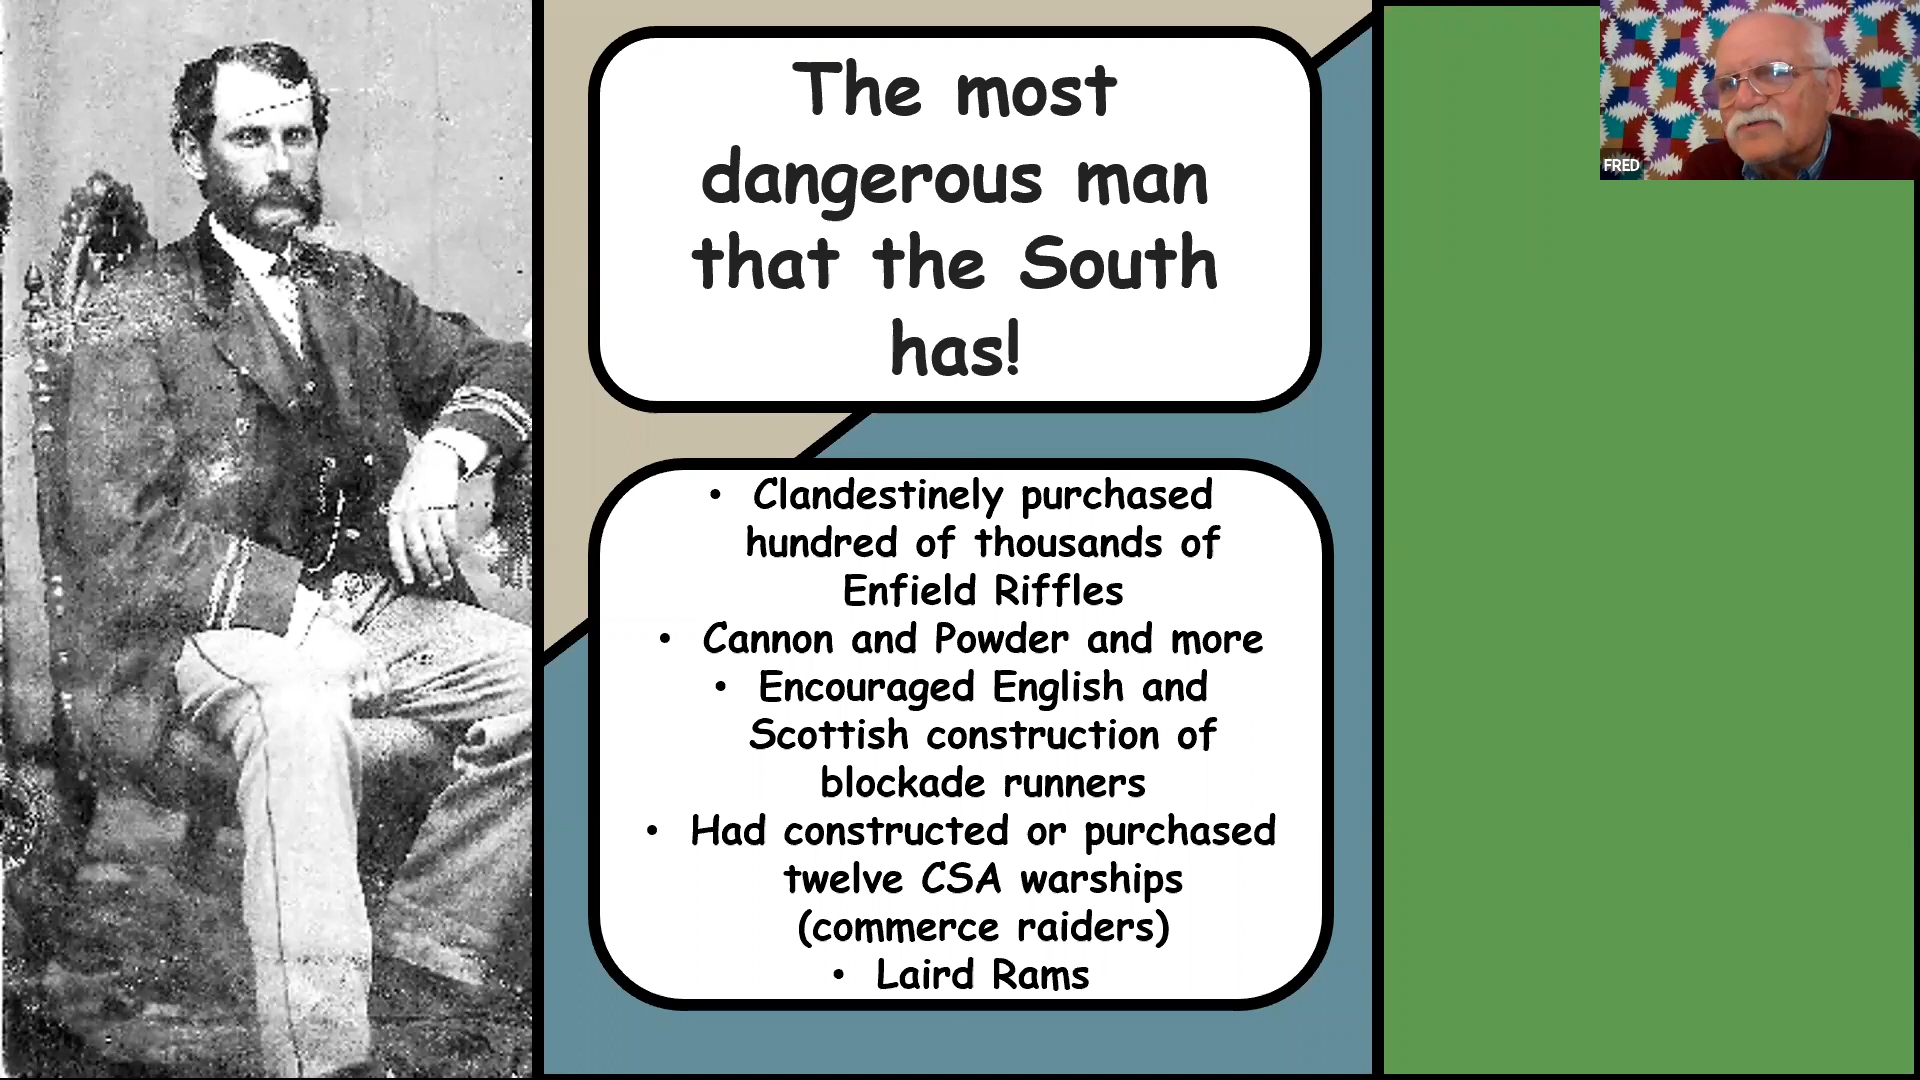 The most
dangerous man
that the South
has!
• Clandestinely purchased
hundred of thousands of
Enfield Riffles
• Cannon and Powder and more
• Encouraged English and
Scottish construction of
blockade runners
• Had constructed or purchased
twelve CSA warships
(commerce raiders)
• Laird Rams
FRED